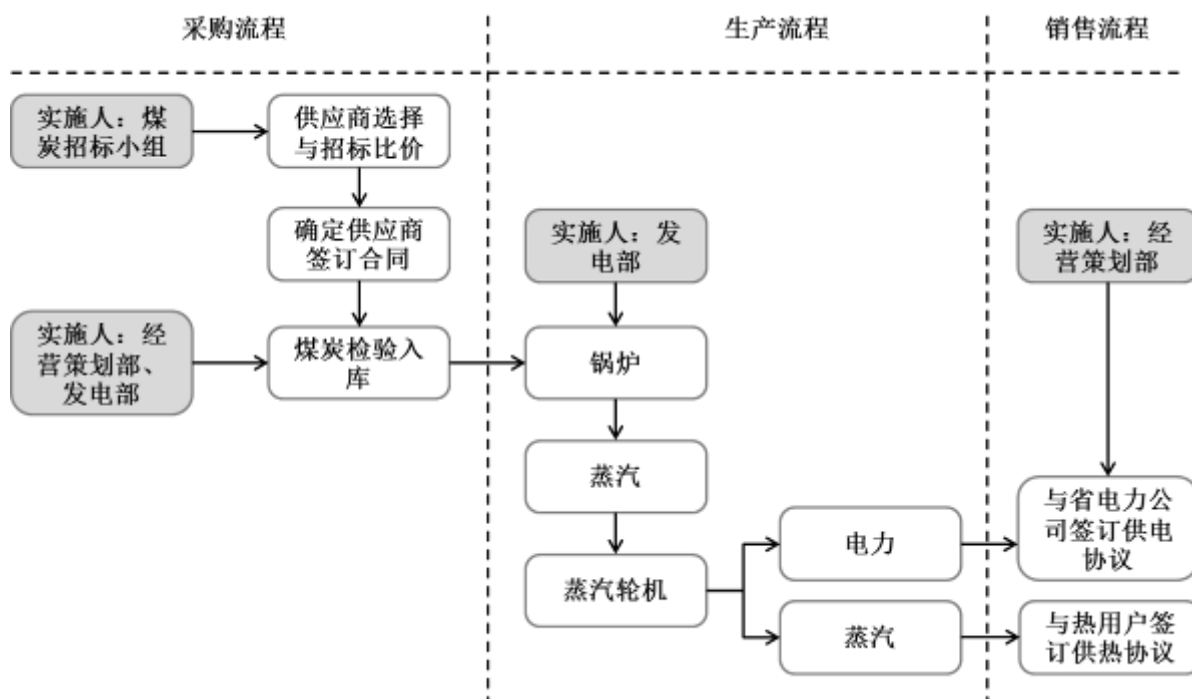 采购流程
生产流程
销售流程
实施人：煤
炭招标小组
供应商选择
与招标比价
确定供应商
签订合同
实施人：经
营策划部、
发电部
煤炭检验入
库
实施人：发
电部
锅炉
蒸汽
蒸汽轮机
电力
蒸汽
实施人：经
营策划部
与省电力公
司签订供电
协议
与热用户签
订供热协议